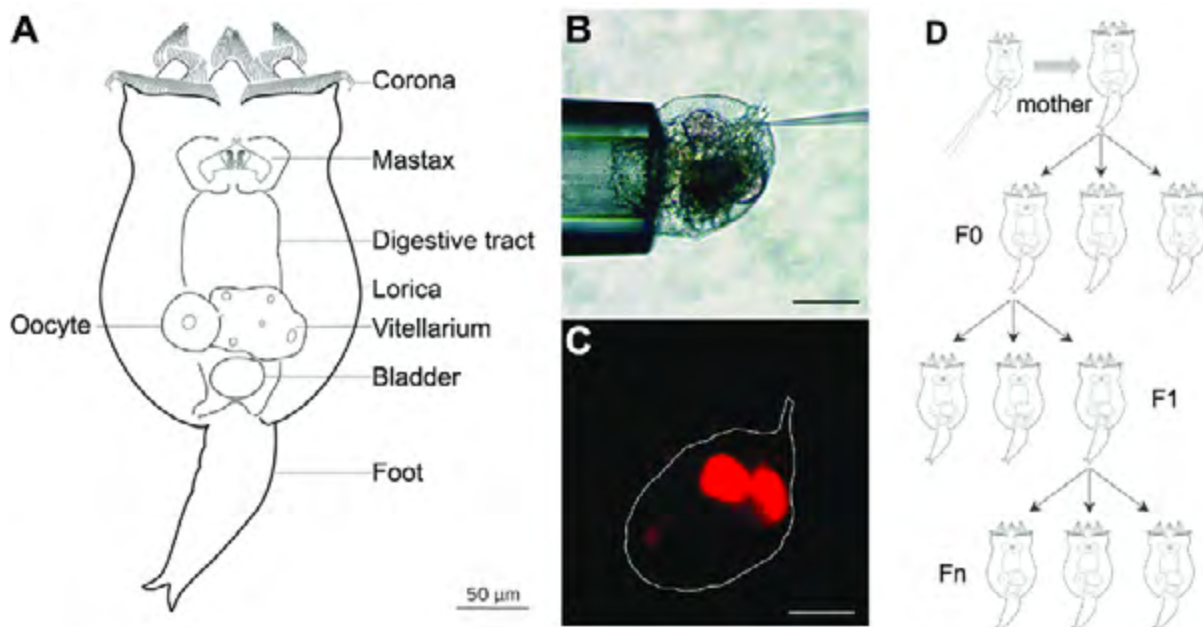 A
Corona
Mastax
Digestive tract
Lorica
Oocyte
Vitellarium
Bladder
Foot
50 µm
B
C
D
mother
F0
F1
Fn